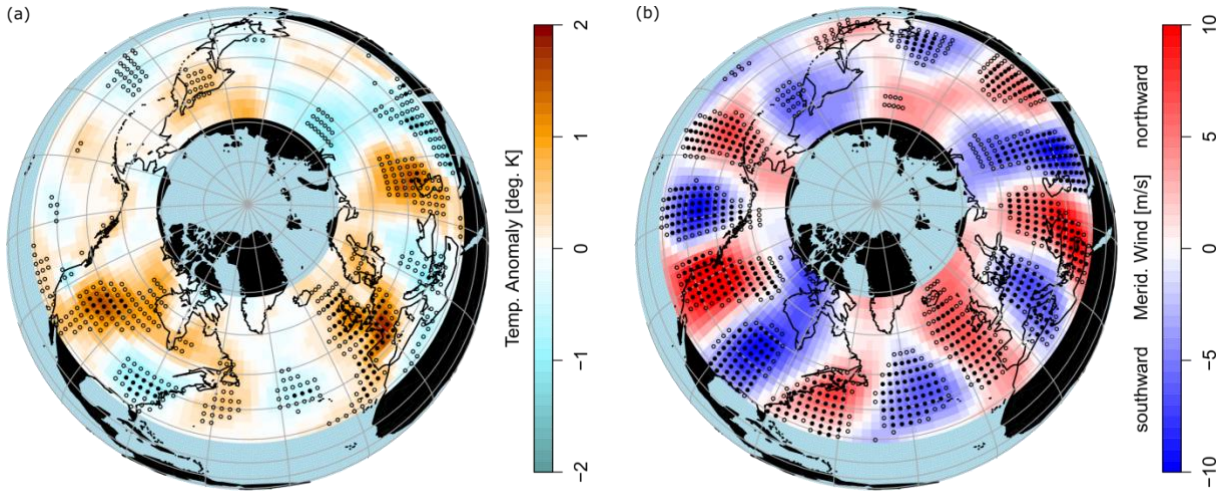 (a)
2
1
0
−1
−2
Temp. Anomaly [deg. K]
(b)
10
5
0
−5
−10
southward Merid. Wind [m/s] northward